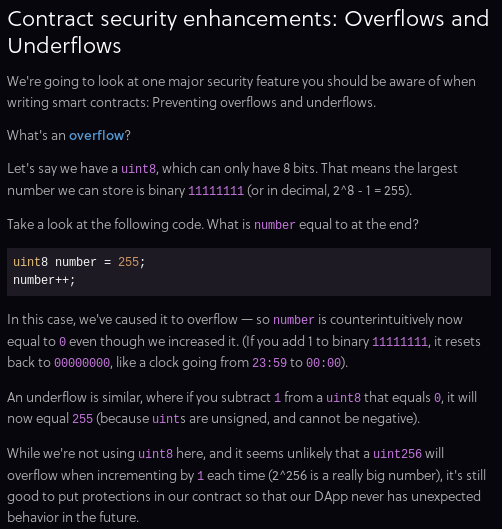 Contract security enhancements: Overflows and
Underflows
We're going to look at one major security feature you should be aware of when
writing smart contracts: Preventing overflows and underflows.
What's an overflow?
Let's say we have a uint8, which can only have 8 bits. That means the largest
number we can store is binary 11111111 (or in decimal, 2^8 - 1 = 255).
Take a look at the following code. What is number equal to at the end?
uint8 number = 255;
number++;
In this case, we've caused it to overflow — so number is counterintuitively now
equal to 0 even though we increased it. (If you add 1 to binary 11111111, it resets
back to 00000000, like a clock going from 23:59 to 00:00).
An underflow is similar, where if you subtract 1 from a uint8 that equals 0, it will
now equal 255 (because uints are unsigned, and cannot be negative).
While we're not using uint8 here, and it seems unlikely that a uint256 will
overflow when incrementing by 1 each time (2^256 is a really big number), it's still
good to put protections in our contract so that our DApp never has unexpected
behavior in the future.